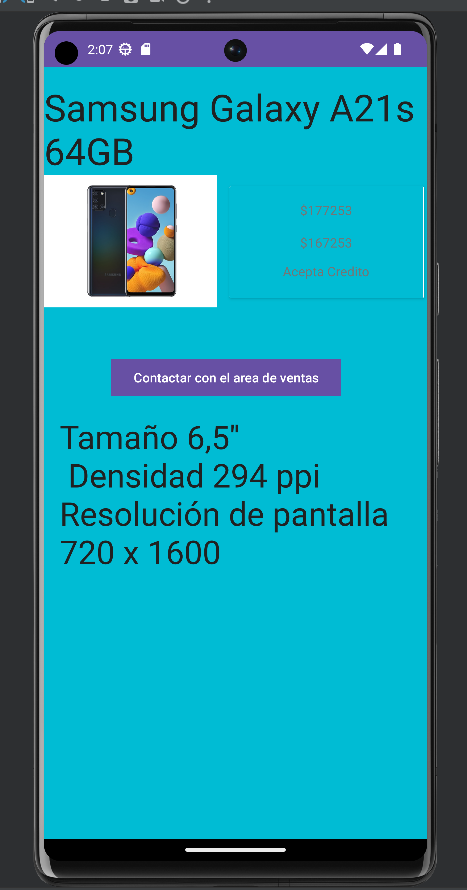 2:07
Samsung Galaxy A21s
64GB
$177253
$167253
Acepta Credito
Contactar con el area de ventas
Tamaño 6,5"
Densidad 294 ppi
Resolución de pantalla
720 x 1600